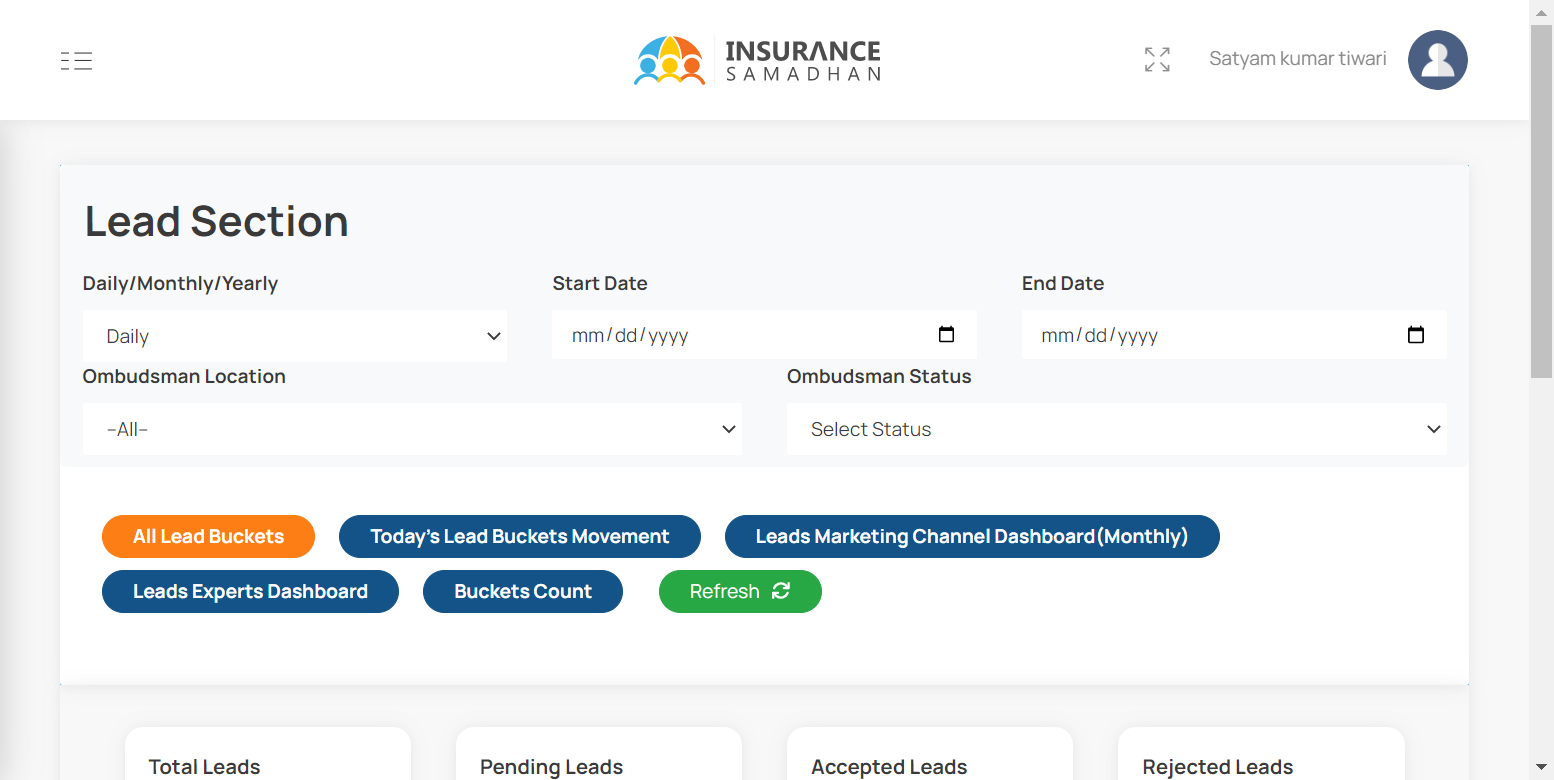 INSURANCE
SAMADHAN
Satyam kumar tiwari
Lead Section
Daily/Monthly/Yearly
Start Date
End Date
Daily
mm/dd/yyyy
mm/dd/yyyy
Ombudsman Location
Ombudsman Status
--All--
Select Status
All Lead Buckets
Today's Lead Buckets Movement
Leads Marketing Channel Dashboard(Monthly)
Leads Experts Dashboard
Buckets Count
Refresh
Total Leads
Pending Leads
Accepted Leads
Rejected Leads